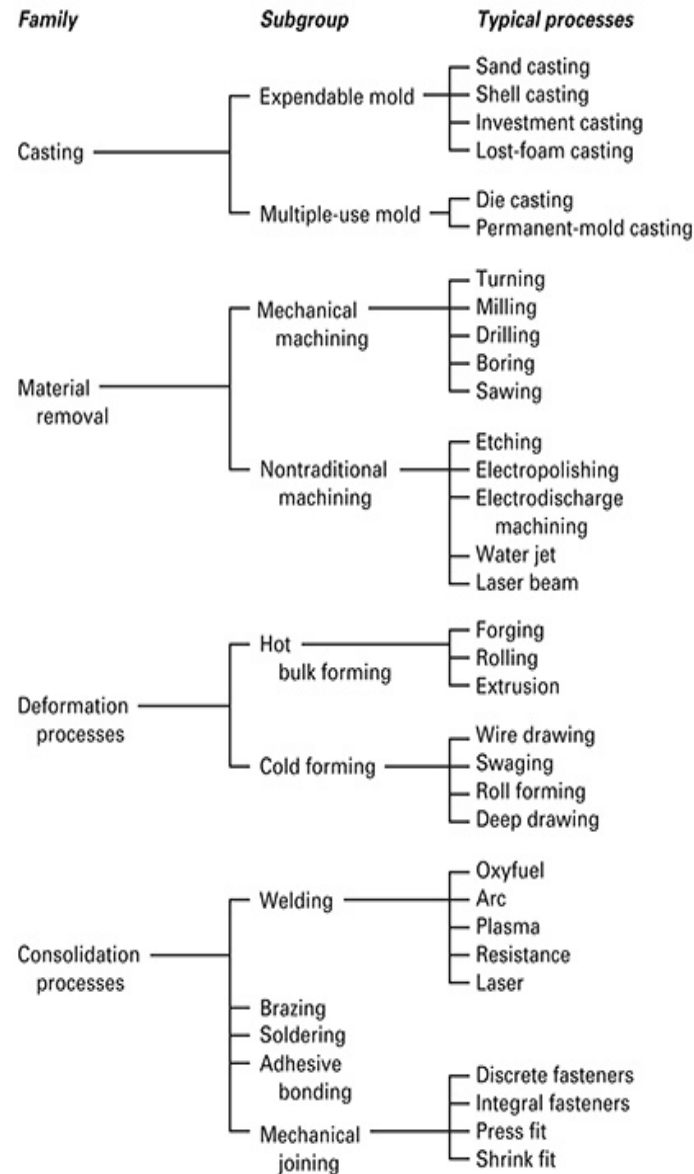 Family Subgroup Typical processes
Sand casting
Expendable mold Shell casting
Investment casting
Casting Lost-foam casting
Die casting
Multiple-use mold Permanent-mold casting
Turning
Mechanical Milling
machining Drilling
Boring
Material Sawing
removal
Etching
Nontraditional Electropolishing
machining Electrodischarge
machining
Water jet
Laser beam
Hot Forging
bulk forming Rolling
Extrusion
Deformation
processes Wire drawing
Cold forming Swaging
Roll forming
Deep drawing
Oxyfuel
Welding Arc
Plasma
Consolidation Resistance
processes Laser
Brazing
Soldering
Adhesive
bonding Discrete fasteners
Integral fasteners
Mechanical Press fit
joining Shrink fit